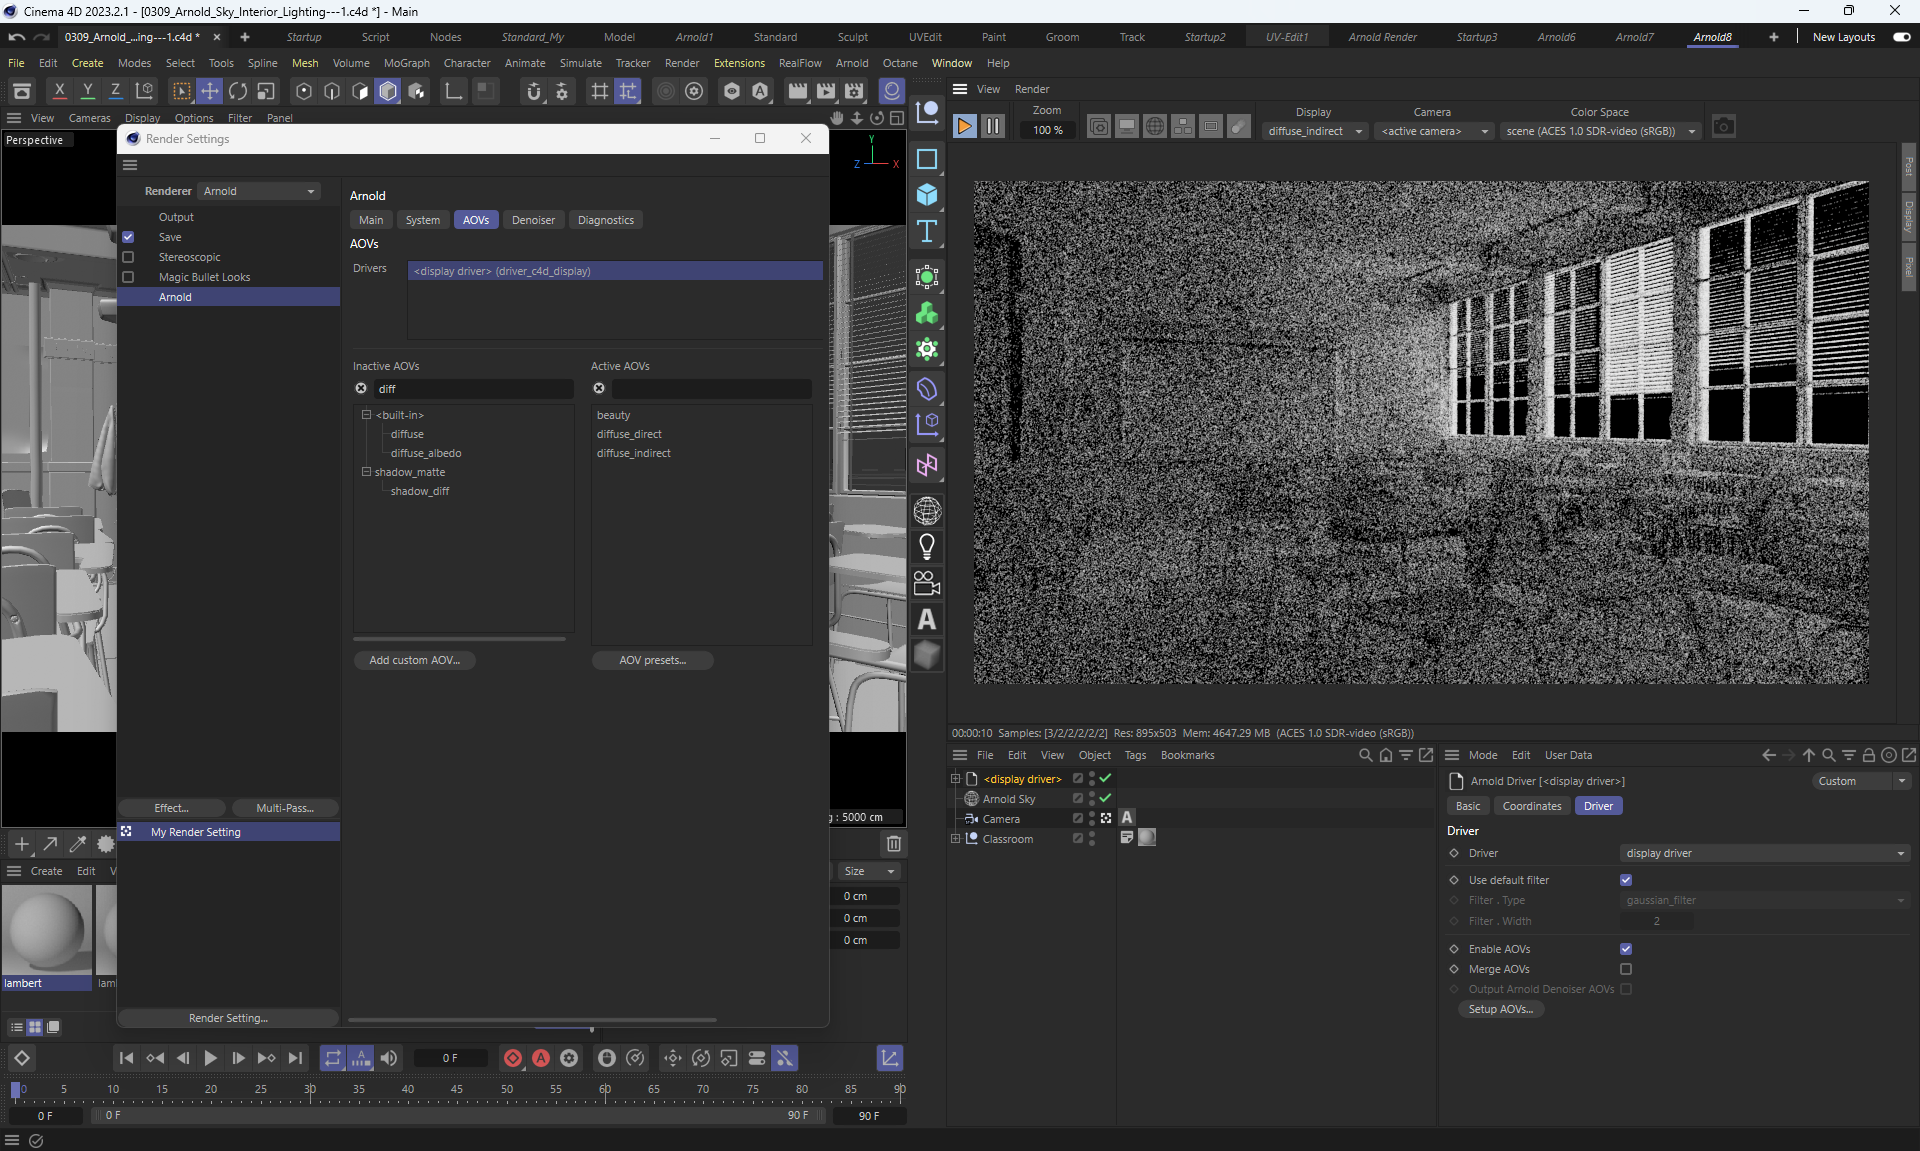 Cinema 4D 2023.2.1 - [0309_Arnold_Sky_Interior_Lighting---1.c4d *] - Main
0309_Arnold_...ing---1.c4d *
Startup
Script
Nodes
Standard_My
Model
Arnold1
Standard
Sculpt
UVEdit
Paint
Groom
Track
Startup2
UV-Edit1
Arnold Render
Startup3
Arnold6
Arnold7
Arnold8
New Layouts
File Edit Create Modes Select Tools Spline Mesh Volume MoGraph Character Animate Simulate Tracker Render Extensions RealFlow Arnold Octane Window Help
X Y Z
View Render
Zoom
100 %
Display
diffuse_indirect
Camera
<active camera>
Color Space
scene (ACES 1.0 SDR-video (sRGB))
View Cameras Display Options Filter Panel
Perspective
Y
Z
X
Render Settings
Renderer
Arnold
Output
Save
Stereoscopic
Magic Bullet Looks
Arnold
Arnold
Main
System
AOVs
Denoiser
Diagnostics
AOVs
Drivers
<display driver> (driver_c4d_display)
Inactive AOVs
diff
<built-in>
diffuse
diffuse_albedo
shadow_matte
shadow_diff
Add custom AOV...
Active AOVs
beauty
diffuse_direct
diffuse_indirect
AOV presets...
Effect...
Multi-Pass...
My Render Setting
Render Setting...
g : 5000 cm
Create Edit V
lambert
lam
Size
0 cm
0 cm
0 cm
Post
Display
Pixel
00:00:10 Samples: [3/2/2/2/2/2] Res: 895x503 Mem: 4647.29 MB (ACES 1.0 SDR-video (sRGB))
File Edit View Object Tags Bookmarks
<display driver>
Arnold Sky
Camera
Classroom
A
Mode Edit User Data
Arnold Driver [<display driver>]
Custom
Basic
Coordinates
Driver
Driver
Driver
display driver
Use default filter
Filter . Type
gaussian_filter
Filter . Width
2
Enable AOVs
Merge AOVs
Output Arnold Denoiser AOVs
Setup AOVs...
0 F
0 5 10 15 20 25 30 35 40 45 50 55 60 65 70 75 80 85 90
0 F
0 F
90 F
90 F